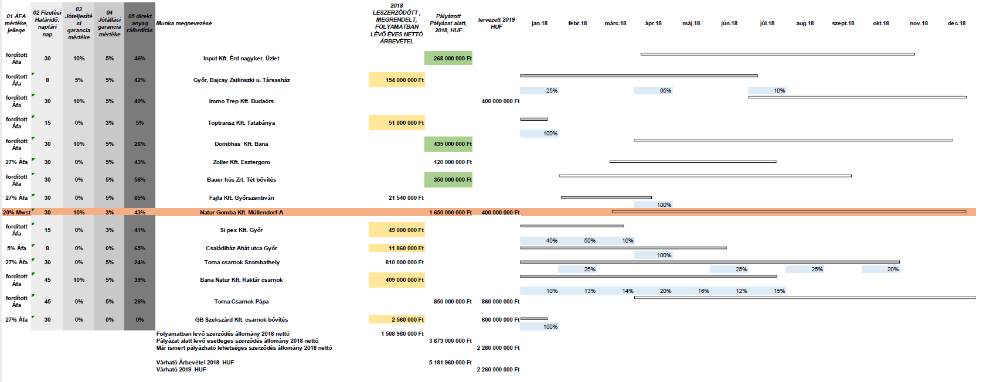 01 ÁFA mértéke, jellege | 02 Fizetési Határidő: naptári nap | 03 Jóteljesíté si garancia mértéke | 04 Jótállási garancia mértéke | 05 direkt anyag ráfordítás | Munka megnevezése | 2018 LESZERZŐDÖTT , MEGRENDELT, FOLYAMATBAN LÉVŐ ÉVES NETTÓ ÁRBEVÉTEL | Pályázott Pályázat alatt, 2018, HUF | tervezett 2019 HUF | jan.18 | febr.18 | márc.18 | ápr.18 | máj.18 | jún.18 | júl.18 | aug.18 | szept.18 | okt.18 | nov.18 | dec.18
fordított Áfa 30 10% 5% 46% Input Kft. Érd nagyker. Üzlet 268 000 000 Ft
fordított Áfa 8 5% 5% 42% Győr, Bajcsy Zsilinszki u. Társasház 154 000 000 Ft
25% 65% 10%
fordított Áfa 30 10% 5% 40% Immo Trep Kft. Budaörs 400 000 000 Ft
fordított Áfa 15 0% 3% 5% Toptransz Kft. Tatabánya 51 000 000 Ft
100%
fordított Áfa 30 10% 5% 26% Dombhas Kft. Bana 435 000 000 Ft
27% Áfa 30 0% 5% 43% Zoller Kft. Esztergom 120 000 000 Ft
fordított Áfa 30 0% 5% 56% Bauer hús Zrt. Tét bővítés 350 000 000 Ft
27% Áfa 30 0% 5% 65% Fajfa Kft. Győrszentiván 21 540 000 Ft
100%
20% Mwst 30 10% 3% 43% Natur Gomba Kft. Müllendorf-A 1 650 000 000 Ft 400 000 000 Ft
fordított Áfa 15 0% 3% 41% Si pex Kft. Győr 49 000 000 Ft
40% 50% 10%
5% Áfa 8 0% 0% 65% Családiház Ahát utca Győr 11 860 000 Ft
100%
27% Áfa 30 0% 5% 24% Torna csarnok Szombathely 810 000 000 Ft
25% 25% 25% 20%
fordított Áfa 45 10% 5% 39% Bana Natur Kft. Raktár csarnok 409 000 000 Ft
10% 13% 14% 20% 16% 12% 15%
fordított Áfa 45 0% 5% 26% Torna Csarnok Pápa 850 000 000 Ft 860 000 000 Ft
27% Áfa 30 0% 0% 0% GB Szekszárd Kft. csarnok bővítés 2 560 000 Ft 600 000 000 Ft
100%
Folyamatban levő szerződés állomány 2018 nettó 1 508 960 000 Ft
Pályázat alatt levő esetleges szerződés állomány 2018 nettó 3 673 000 000 Ft
Már ismert pályázható lehetséges szerződés állomány 2018 nettó 2 260 000 000 Ft
Várható Árbevétel 2018 HUF 5 181 960 000 Ft
Várható 2019 HUF 2 260 000 000 Ft